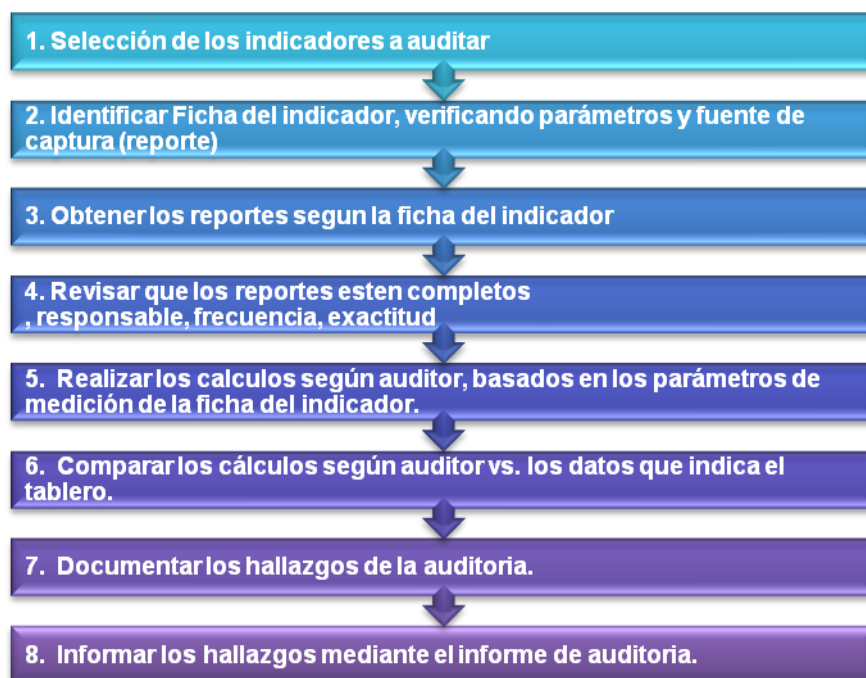 1. Selección de los indicadores a auditar
2. Identificar Ficha del indicador, verificando parámetros y fuente de
captura (reporte)
3. Obtener los reportes segun la ficha del indicador
4. Revisar que los reportes esten completos
, responsable, frecuencia, exactitud
5. Realizar los calculos según auditor, basados en los parámetros de
medición de la ficha del indicador.
6. Comparar los cálculos según auditor vs. los datos que indica el
tablero.
7. Documentar los hallazgos de la auditoria.
8. Informar los hallazgos mediante el informe de auditoria.